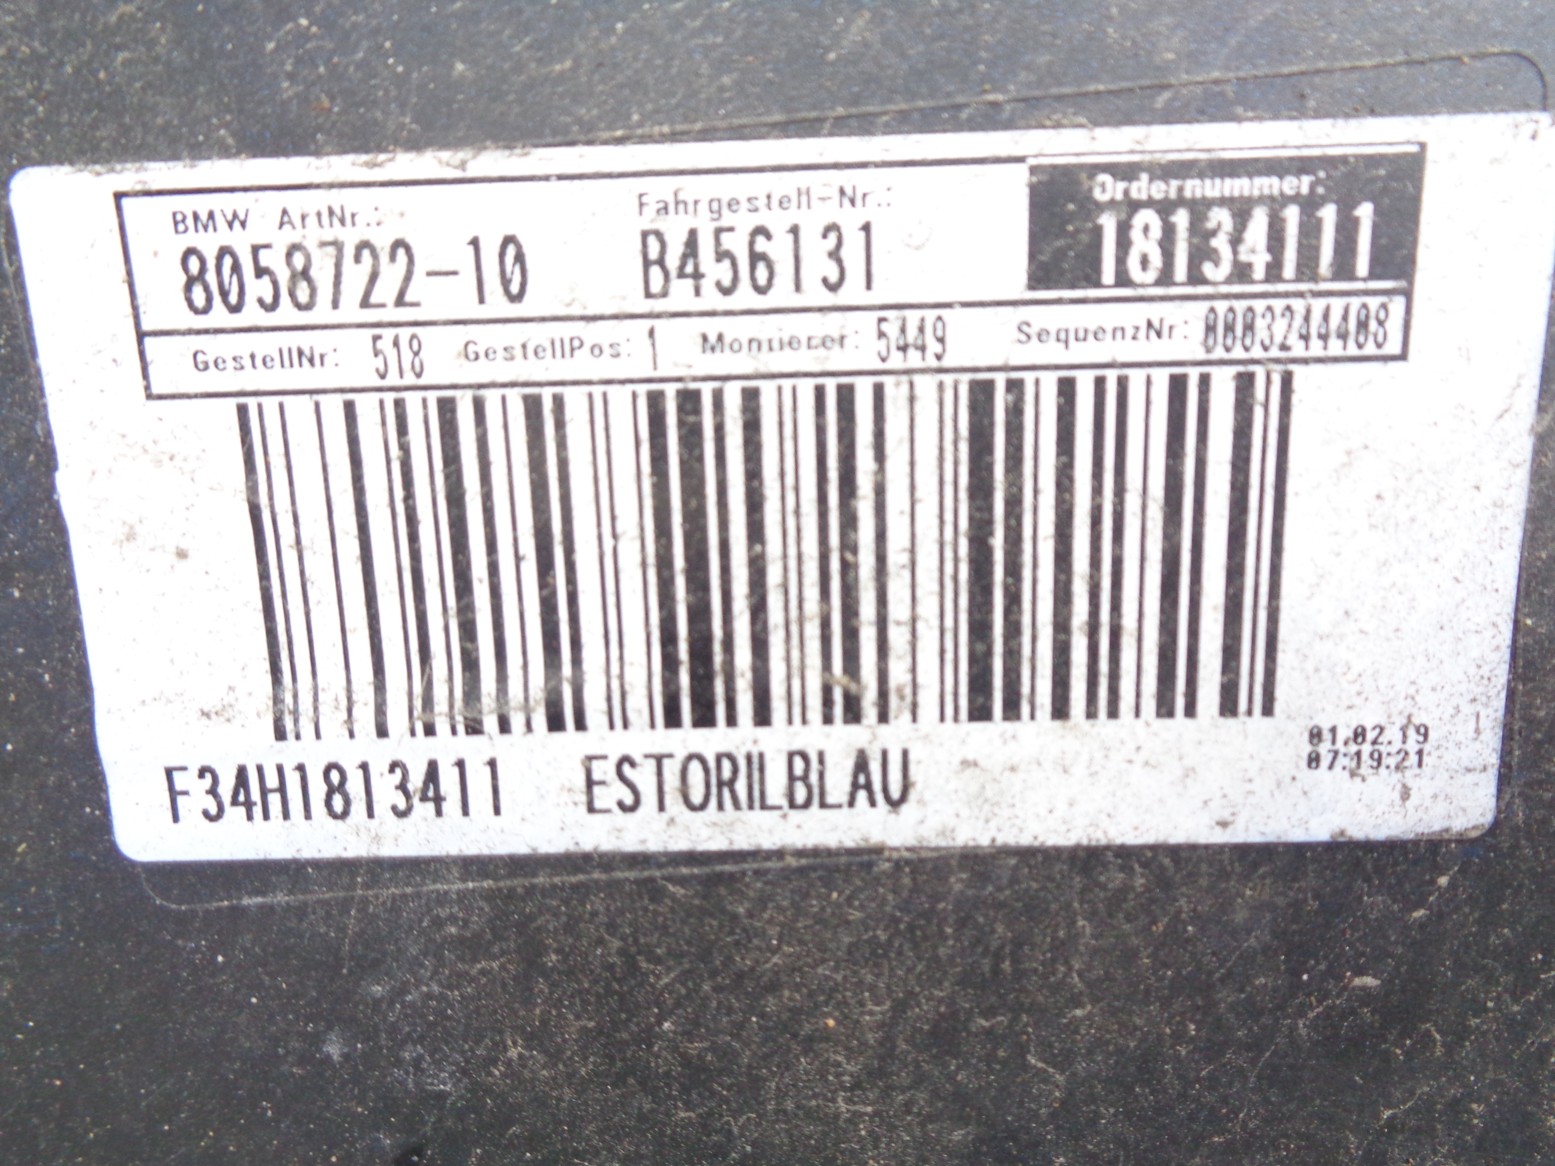 BMW ArtNr.: Fahrgestell-Nr.: Ordernummer:
8058722-10 B456131 18134111
GestellNr: 518 GestellPos: 1 Montierer: 5449 SequenzNr: 0003244408
F34H1813411 ESTORILBLAU
01.02.19
07:19:21